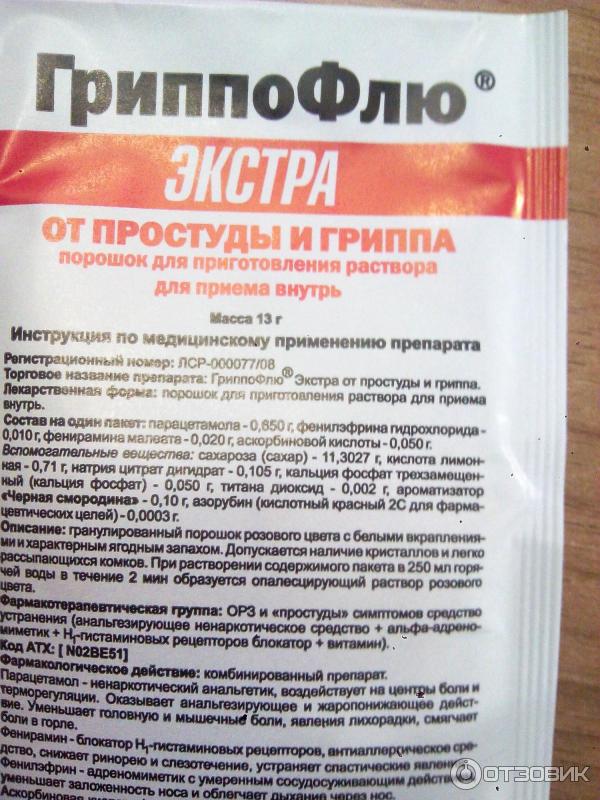 ГриппоФлю®
ЭКСТРА
ОТ ПРОСТУДЫ И ГРИППА
порошок для приготовления раствора
для приема внутрь
Масса 13 г
Инструкция по медицинскому применению препарата
Регистрационный номер: ЛСР-000077/08
Торговое название препарата: ГриппоФлю® Экстра от простуды и гриппа.
Лекарственная форма: порошок для приготовления раствора для приема
внутрь.
Состав на один пакет: парацетамола - 0,650 г, фенилэфрина гидрохлорида -
0,010 г, фенирамина малеата - 0,020 г, аскорбиновой кислоты - 0,050 г.
Вспомогательные вещества: сахароза (сахар) - 11,3027 г, кислота лимон-
ная - 0,71 г, натрия цитрат дигидрат - 0,105 г, кальция фосфат трехзамещен-
ный (кальция фосфат) - 0,050 г, титана диоксид - 0,002 г, ароматизатор
«Черная смородина» - 0,10 г, азорубин (кислотный красный 2С для фарма-
цевтических целей) - 0,0003 г.
Описание: гранулированный порошок розового цвета с белыми вкрапления-
ми и характерным ягодным запахом. Допускается наличие кристаллов и легко
рассыпающихся комков. При растворении содержимого пакета в 250 мл горя-
чей воды в течение 2 мин образуется опалесцирующий раствор розового
цвета.
Фармакотерапевтическая группа: ОРЗ и «простуды» симптомов средство
устранения (анальгезирующее ненаркотическое средство + альфа-адрено-
миметик + H1-гистаминовых рецепторов блокатор + витамин).
Код АТХ: [ N02BE51]
Фармакологическое действие: комбинированный препарат.
Парацетамол - ненаркотический анальгетик, воздействует на центры боли и
терморегуляции. Оказывает анальгезирующее и жаропонижающее дейст-
вие. Уменьшает головную и мышечные боли, явления лихорадки, смягчает
боли в горле.
Фенирамин - блокатор H1-гистаминовых рецепторов, антиаллергическое сре-
дство, снижает ринорею и слезотечение, устраняет спастические
Фенилэфрин - адреномиметик с умеренным сосудосуживающим
уменьшает заложенность носа и облегчает дыхание через нос.
Аскорбиновая
ОТЗОВИК